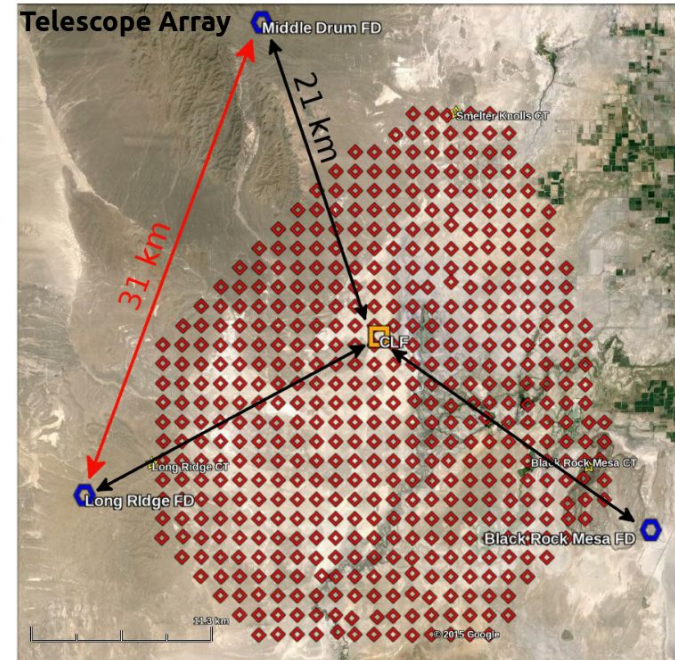 Telescope Array
Middle Drum FD
21 km
Smelter Knolls CT
31 km
CLF
Long Ridge CT
Black Rock Mesa CT
Long RIdge FD
Black Rock Mesa FD
11.3 km
© 2015 Google